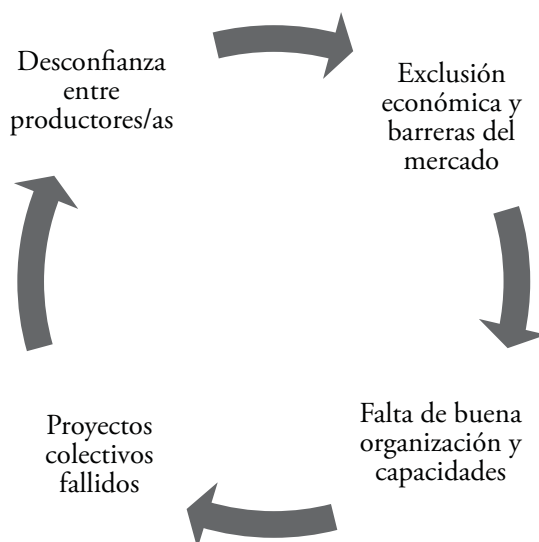 Desconfianza
entre
productores/as
Exclusión
económica y
barreras del
mercado
Falta de buena
organización y
capacidades
Proyectos
colectivos
fallidos